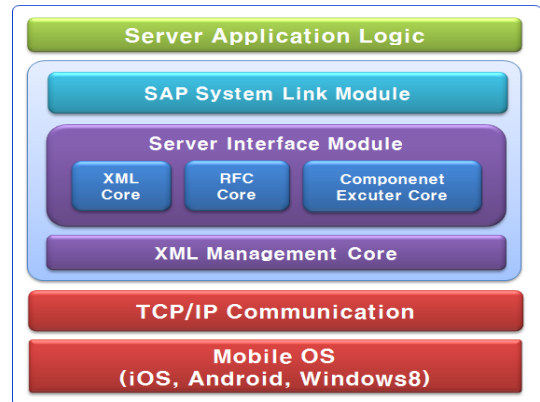 Server Application Logic
SAP System Link Module
Server Interface Module
XML
Core
RFC
Core
Componenet
Excuter Core
XML Management Core
TCP/IP Communication
Mobile OS
(iOS, Android, Windows8)